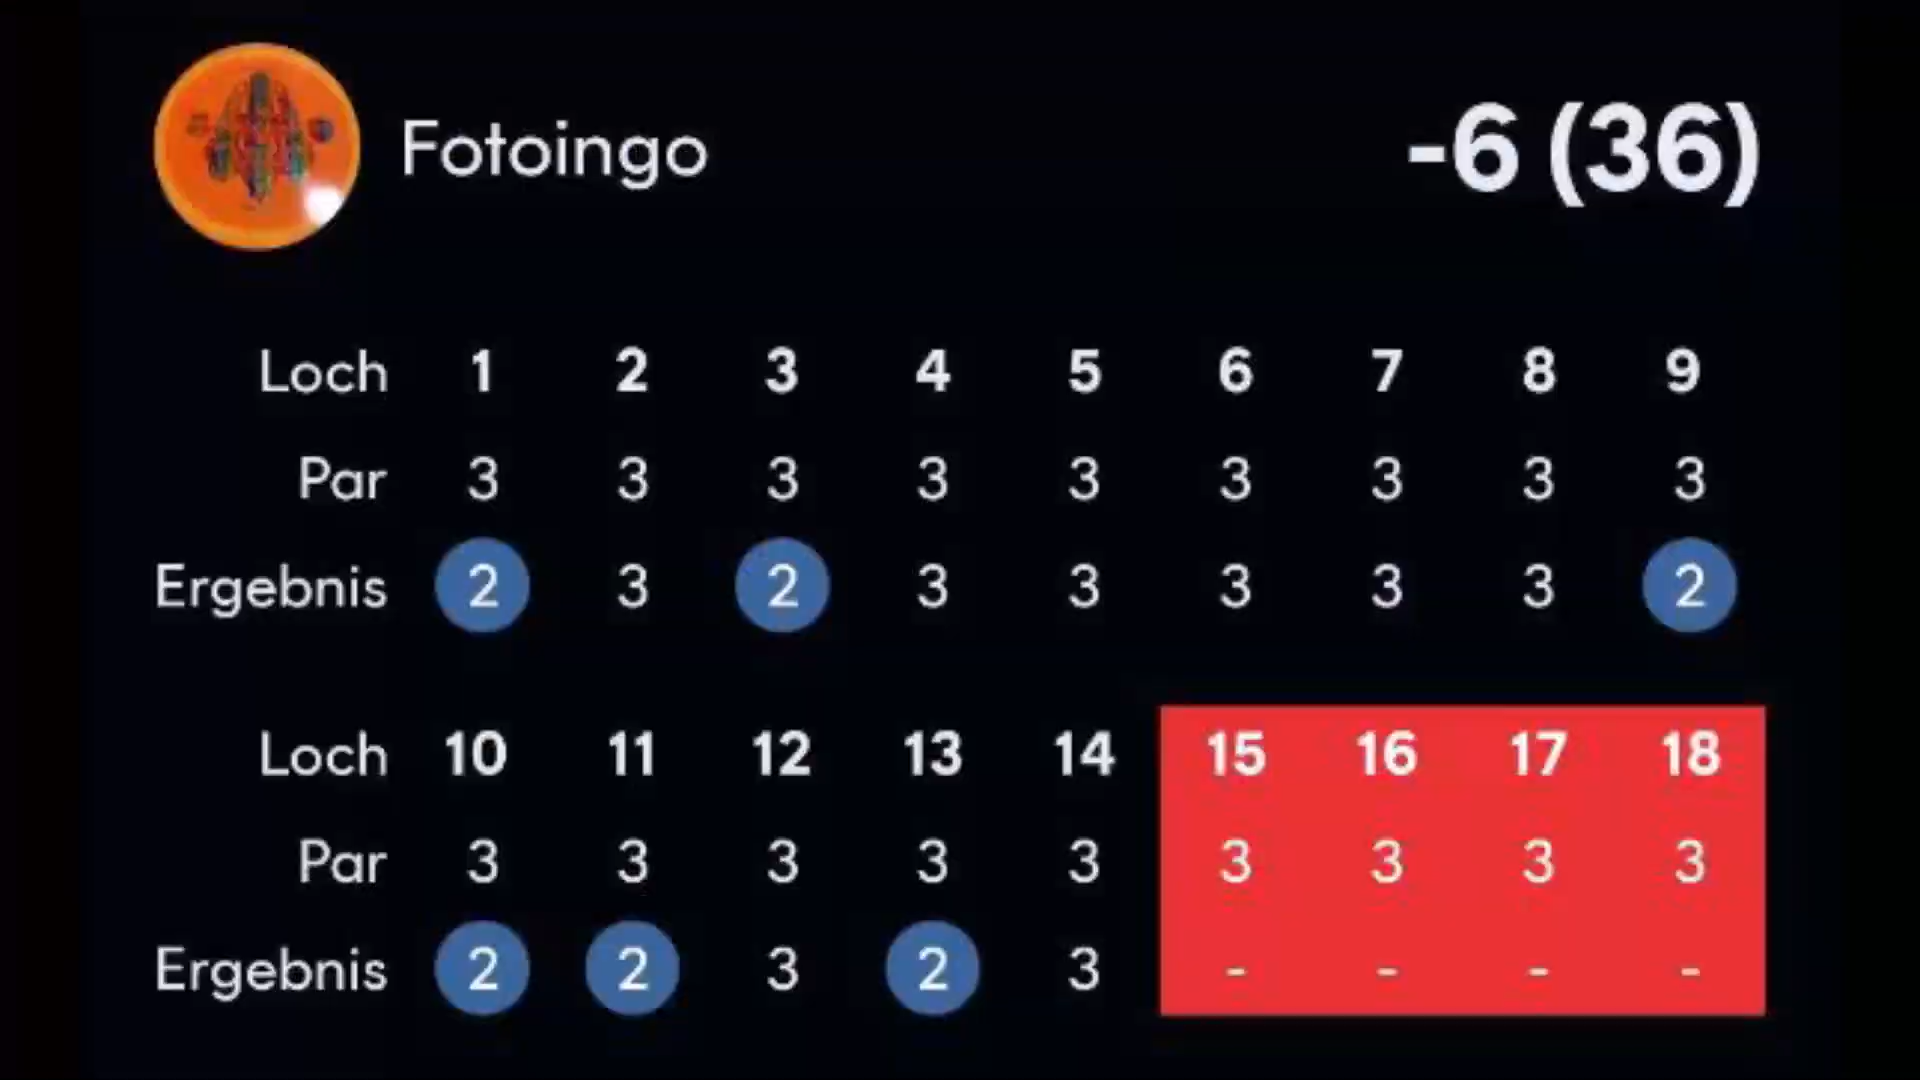 Fotoingo -6 (36)
Loch 1 2 3 4 5 6 7 8 9
Par 3 3 3 3 3 3 3 3 3
Ergebnis 2 3 2 3 3 3 3 3 2
Loch 10 11 12 13 14 15 16 17 18
Par 3 3 3 3 3 3 3 3 3
Ergebnis 2 2 3 2 3 - - - -